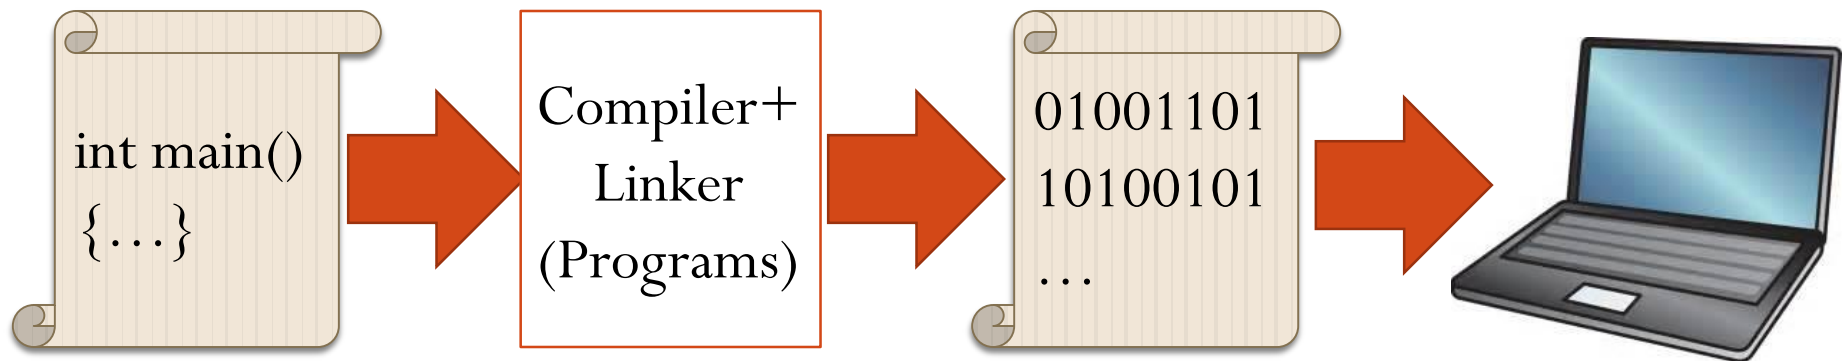 int main()
{...}
Compiler+
Linker
(Programs)
01001101
10100101
...